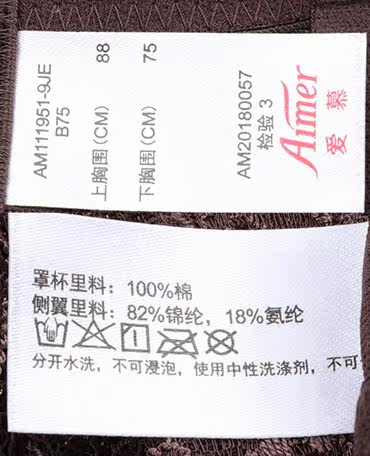 AM111951-9JE
B75
上胸围(CM) 88
下胸围(CM) 75
AM20180057
检验 3
Aimer
爱慕
罩杯里料：100%棉
侧翼里料：82%锦纶，18%氨纶
分开水洗，不可浸泡，使用中性洗涤剂，不可